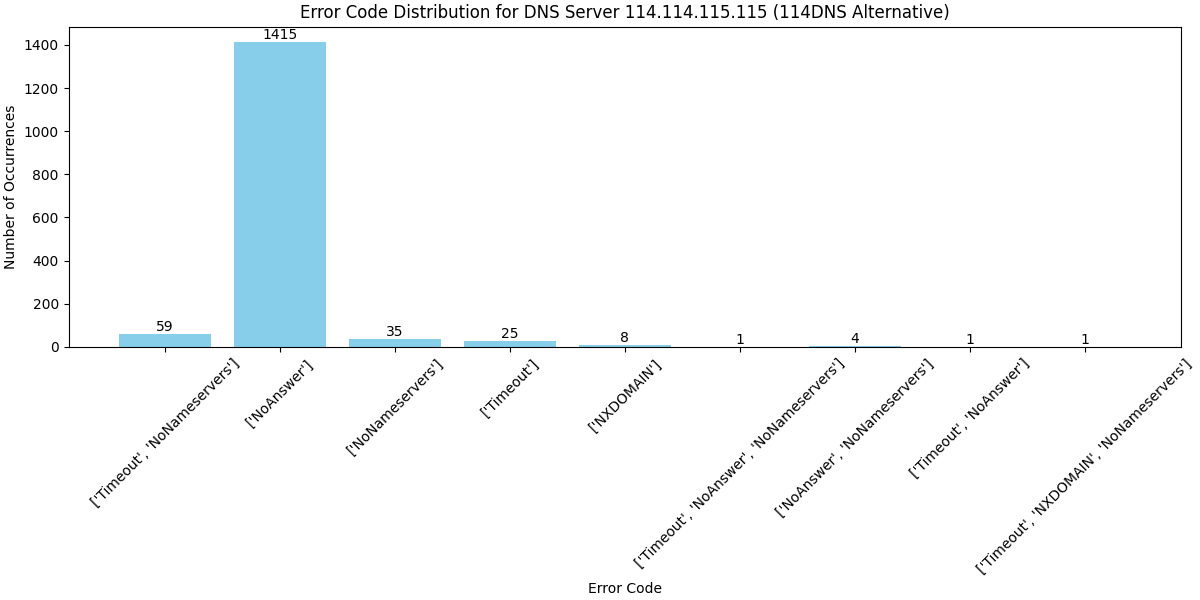 Error Code Distribution for DNS Server 114.114.115.115 (114DNS Alternative)
Number of Occurrences
1400
1200
1000
800
600
400
200
0
59
1415
35
25
8
1
4
1
1
['Timeout', 'NoNameservers']
['NoAnswer']
['NoNameservers']
['Timeout']
['NXDOMAIN']
['Timeout', 'NoAnswer', 'NoNameservers']
['NoAnswer', 'NoNameservers']
['Timeout', 'NoAnswer']
['Timeout', 'NXDOMAIN', 'NoNameservers']
Error Code